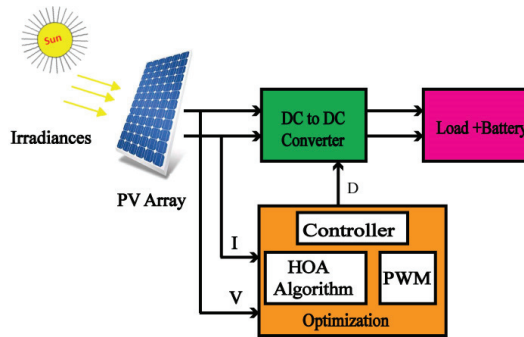 Sun
Irradiances
PV Array
DC to DC
Converter
Load +Battery
D
I
V
Controller
HOA
Algorithm
PWM
Optimization